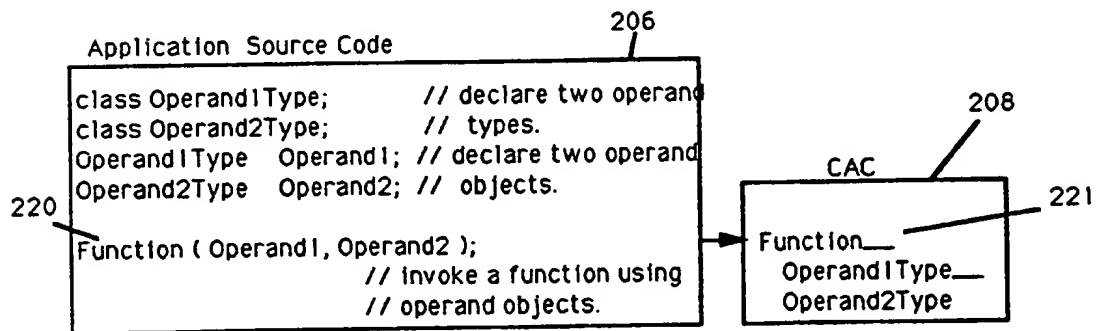 206
Application Source Code
class Operand1Type; // declare two operand
class Operand2Type; // types.
Operand1Type Operand1; // declare two operand
Operand2Type Operand2; // objects.
208
CAC
220
221
Function ( Operand1, Operand2 );
// invoke a function using
// operand objects.
Function__
Operand1Type__
Operand2Type